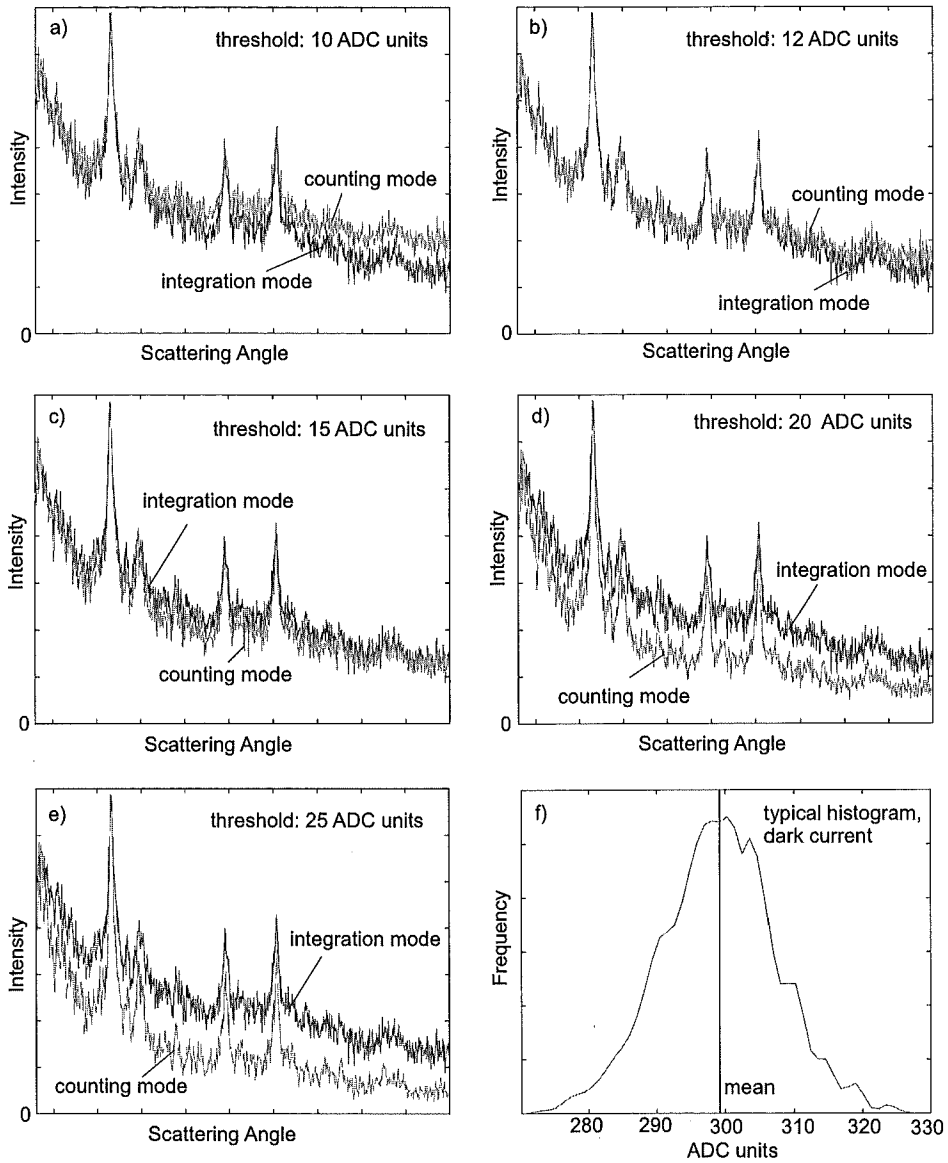 a)
threshold: 10 ADC units
Intensity
counting mode
integration mode
0
Scattering Angle
b)
threshold: 12 ADC units
Intensity
counting mode
integration mode
0
Scattering Angle
c)
threshold: 15 ADC units
Intensity
integration mode
counting mode
0
Scattering Angle
d)
threshold: 20 ADC units
Intensity
integration mode
counting mode
0
Scattering Angle
e)
threshold: 25 ADC units
Intensity
integration mode
counting mode
0
Scattering Angle
f)
typical histogram,
dark current
Frequency
mean
280 290 300 310 320 330
ADC units